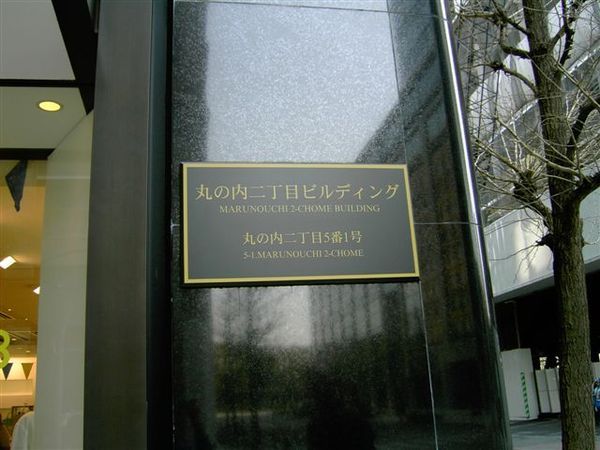 丸の内二丁目ビルディング
MARUNOUCHI 2-CHOME BUILDING
丸の内二丁目5番1号
5-1.MARUNOUCHI 2-CHOME